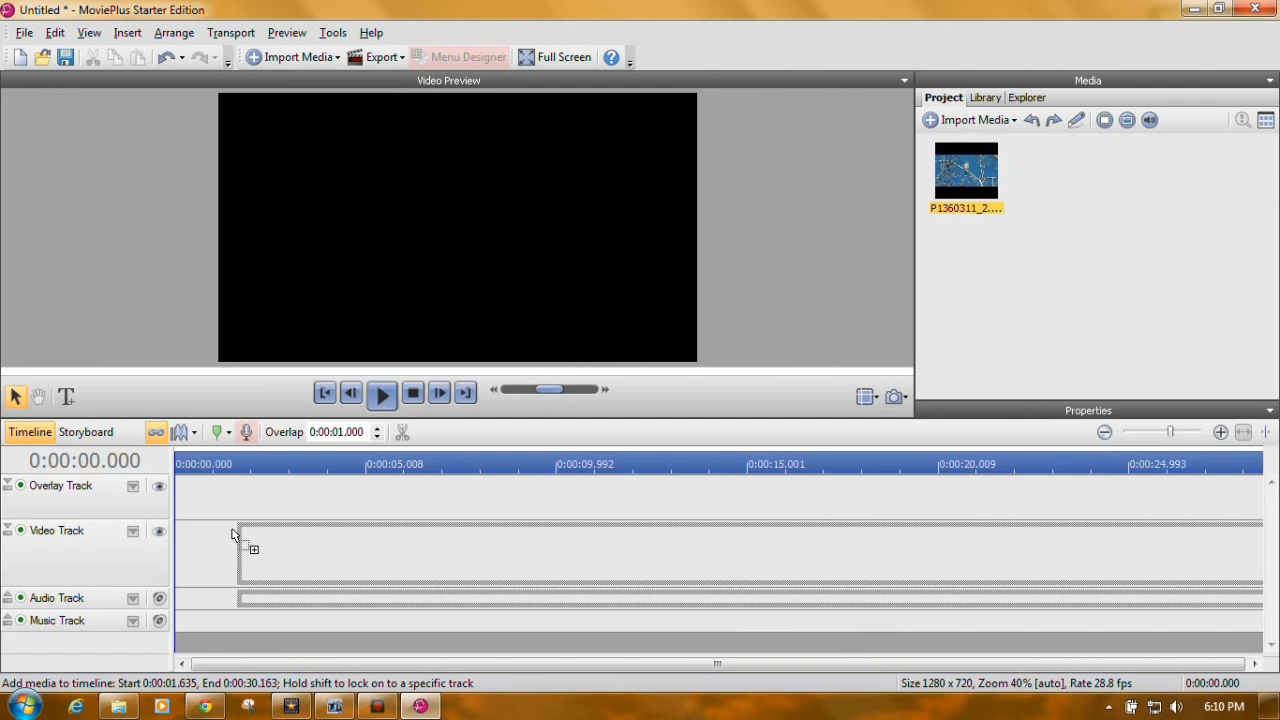 Untitled * - MoviePlus Starter Edition
File Edit View Insert Arrange Transport Preview Tools Help
Import Media Export Menu Designer Full Screen
Video Preview
Media
Project Library Explorer
Import Media
P1360311_2....
Properties
Timeline Storyboard Overlap 0:00:01.000
0:00:00.000
0:00:00.000 0:00:05.008 0:00:09.992 0:00:15.001 0:00:20.009 0:00:24.993
Overlay Track
Video Track
Audio Track
Music Track
Add media to timeline: Start 0:00:01.635, End 0:00:30.163; Hold shift to lock on to a specific track
Size 1280 x 720, Zoom 40% [auto], Rate 28.8 fps 0:00:00.000
6:10 PM